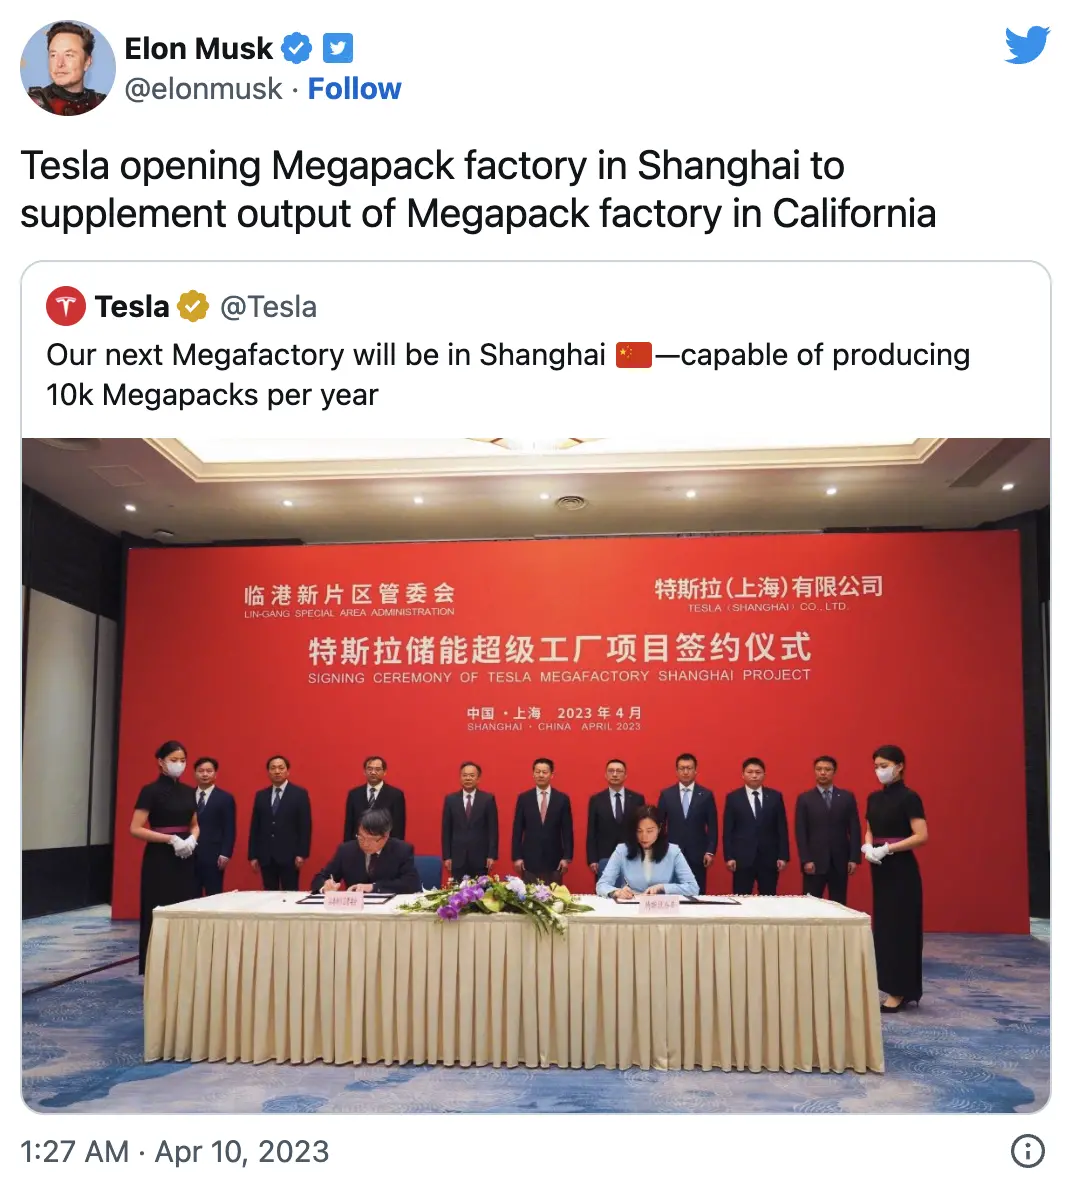 Elon Musk
@elonmusk · Follow
Tesla opening Megapack factory in Shanghai to
supplement output of Megapack factory in California
Tesla @Tesla
Our next Megafactory will be in Shanghai 🇨🇳—capable of producing
10k Megapacks per year
临港新片区管委会
LIN-GANG SPECIAL AREA ADMINISTRATION
特斯拉(上海)有限公司
TESLA (SHANGHAI) CO., LTD.
特斯拉储能超级工厂项目签约仪式
SIGNING CEREMONY OF TESLA MEGAFACTORY SHANGHAI PROJECT
中国·上海 2023年4月
SHANGHAI · CHINA APRIL 2023
1:27 AM · Apr 10, 2023